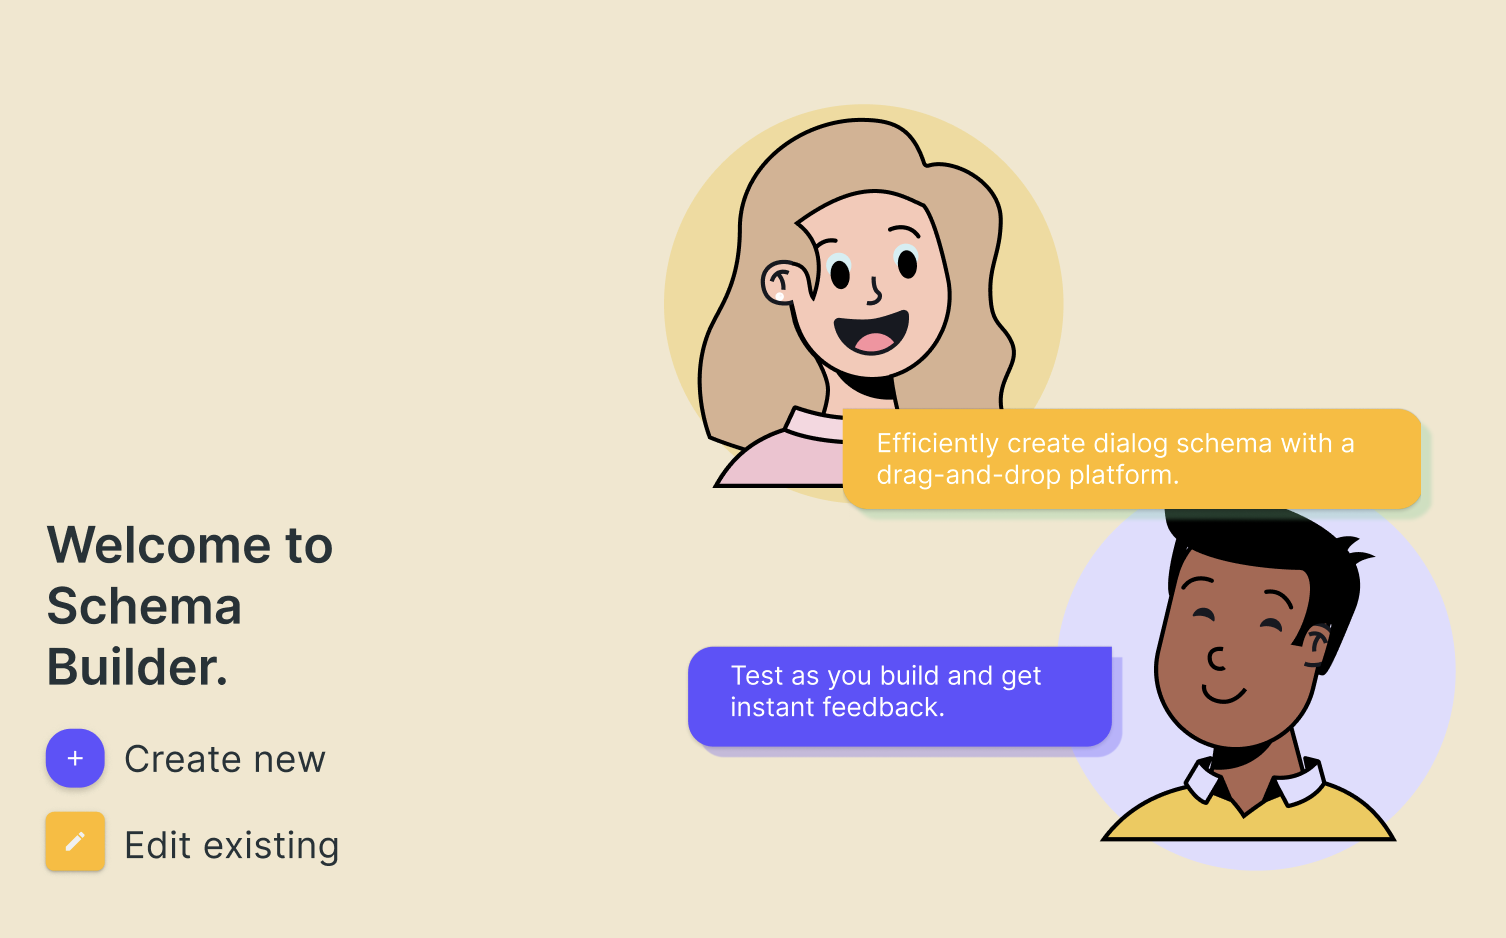 Welcome to
Schema
Builder.
Create new
Edit existing
Efficiently create dialog schema with a
drag-and-drop platform.
Test as you build and get
instant feedback.